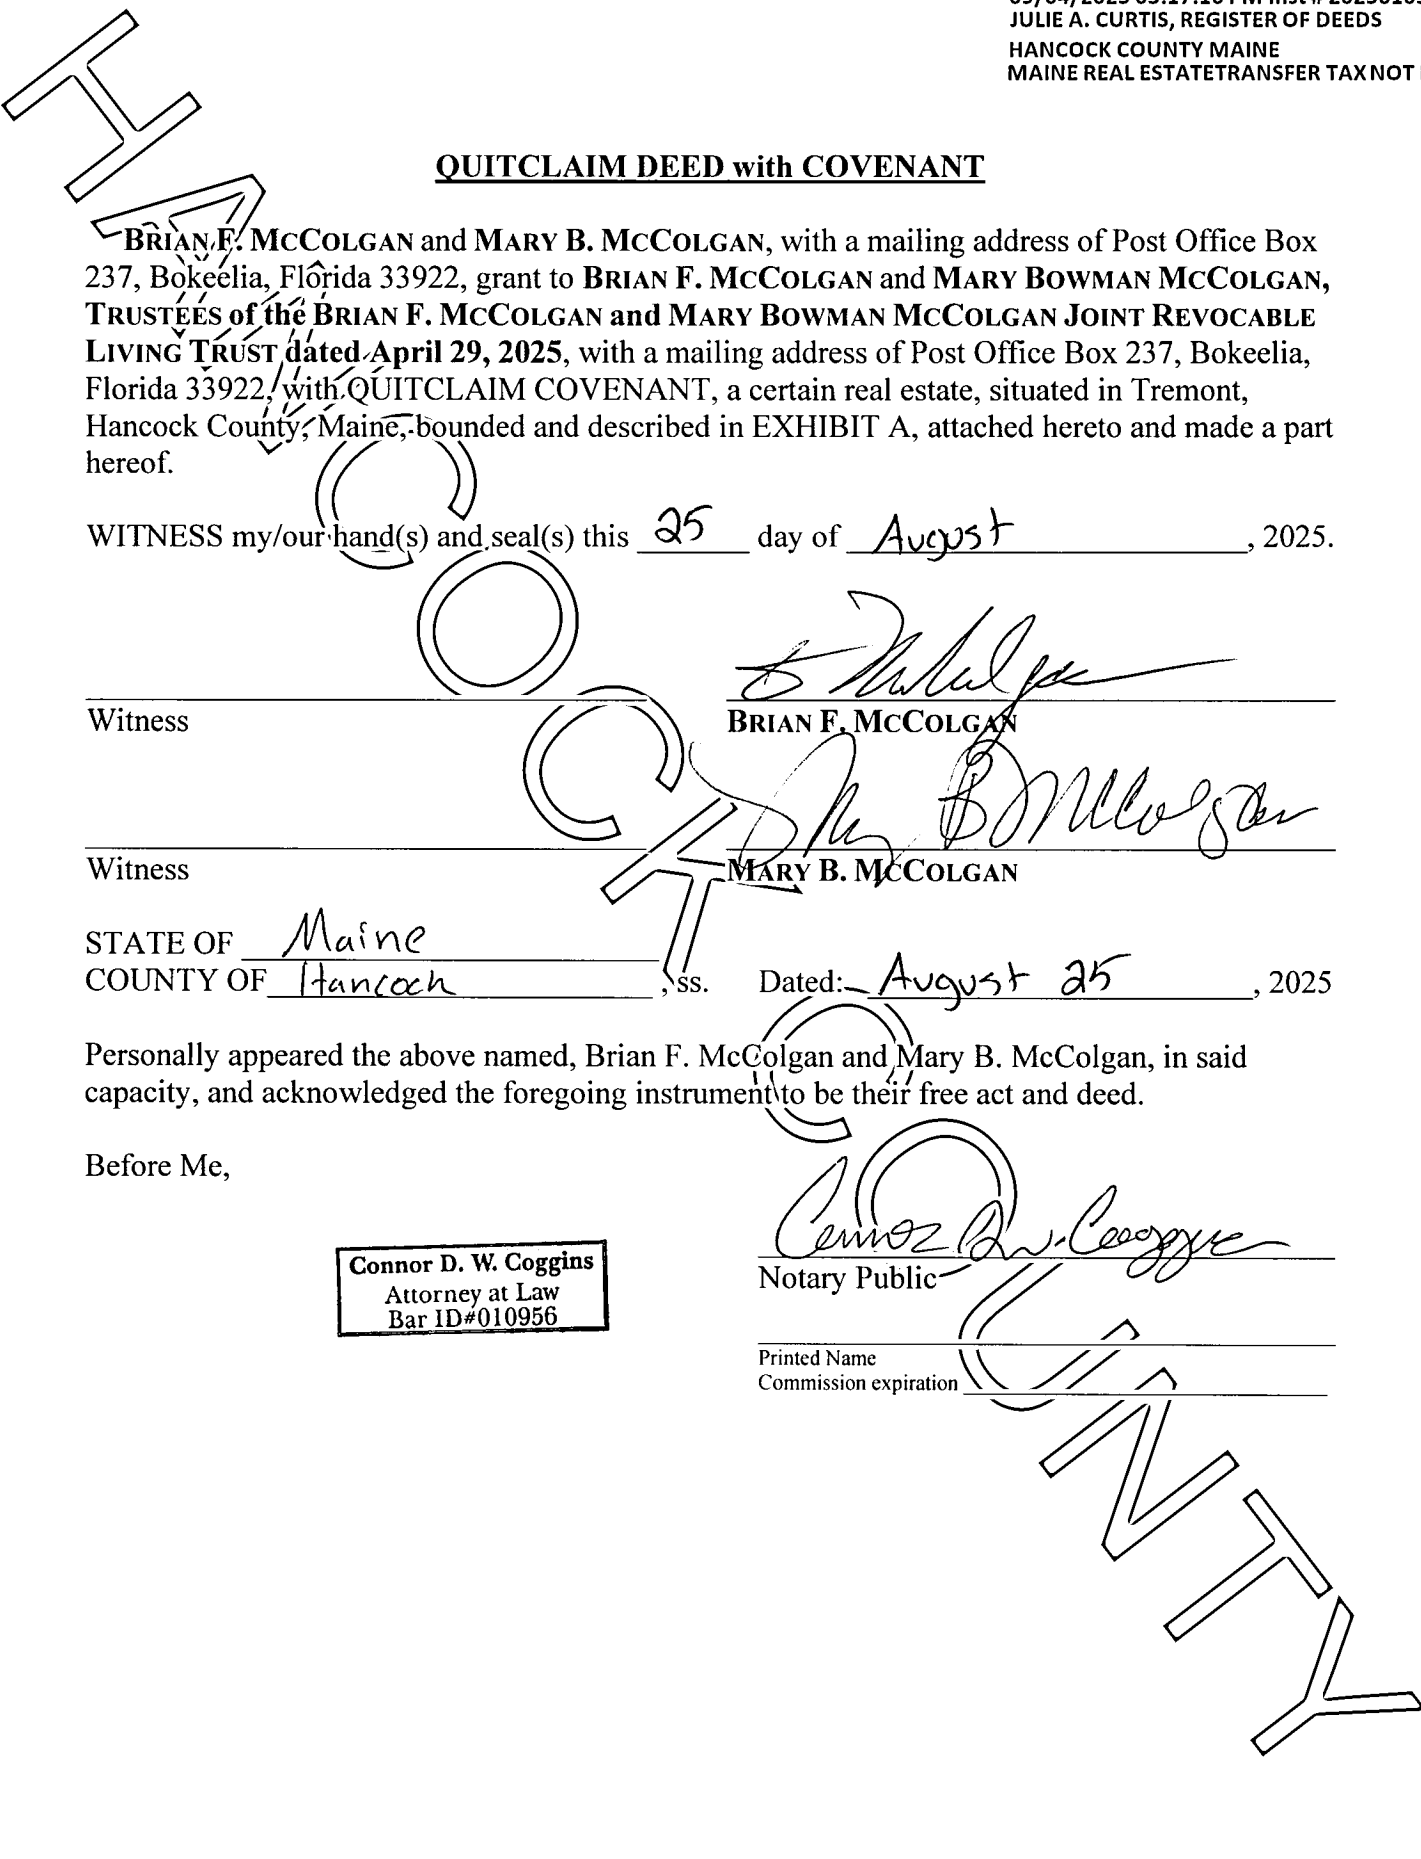 JULIE A. CURTIS, REGISTER OF DEEDS
HANCOCK COUNTY MAINE
MAINE REAL ESTATETRANSFER TAX NOT
QUITCLAIM DEED with COVENANT
BRIAN F. MCCOLGAN and MARY B. MCCOLGAN, with a mailing address of Post Office Box
237, Bokeelia, Florida 33922, grant to BRIAN F. MCCOLGAN and MARY BOWMAN MCCOLGAN,
TRUSTEES of the BRIAN F. MCCOLGAN and MARY BOWMAN MCCOLGAN JOINT REVOCABLE
LIVING TRUST dated April 29, 2025, with a mailing address of Post Office Box 237, Bokeelia,
Florida 33922, with QUITCLAIM COVENANT, a certain real estate, situated in Tremont,
Hancock County, Maine, bounded and described in EXHIBIT A, attached hereto and made a part
hereof.
WITNESS my/our hand(s) and seal(s) this 25 day of August, 2025.
Witness BRIAN F. MCCOLGAN
Witness MARY B. MCCOLGAN
STATE OF Maine
COUNTY OF Hancock, ss. Dated: August 25, 2025
Personally appeared the above named, Brian F. McColgan and Mary B. McColgan, in said
capacity, and acknowledged the foregoing instrument to be their free act and deed.
Before Me,
Connor D. W. Coggins
Attorney at Law
Bar ID#010956
Notary Public
Printed Name
Commission expiration
HANCOCK COUNTY